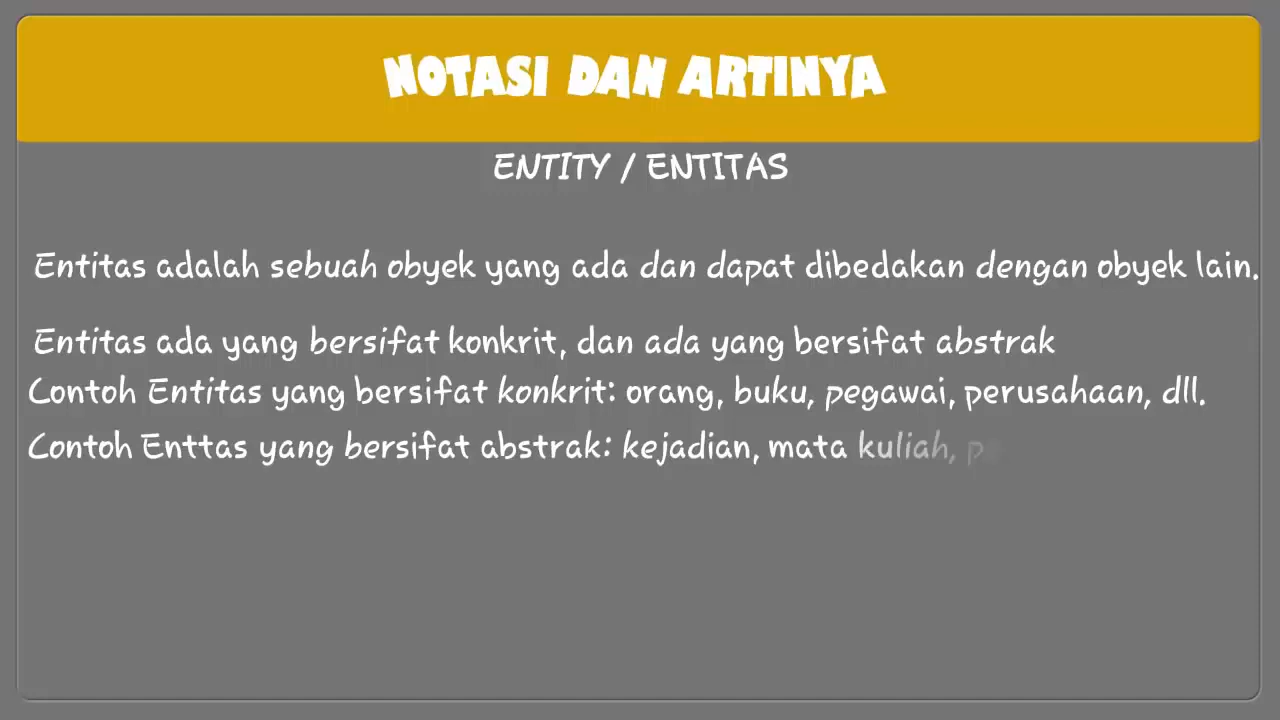 NOTASI DAN ARTINYA
ENTITY / ENTITAS
Entitas adalah sebuah obyek yang ada dan dapat dibedakan dengan obyek lain.
Entitas ada yang bersifat konkrit, dan ada yang bersifat abstrak
Contoh Entitas yang bersifat konkrit: orang, buku, pegawai, perusahaan, dll.
Contoh Enttas yang bersifat abstrak: kejadian, mata kuliah,